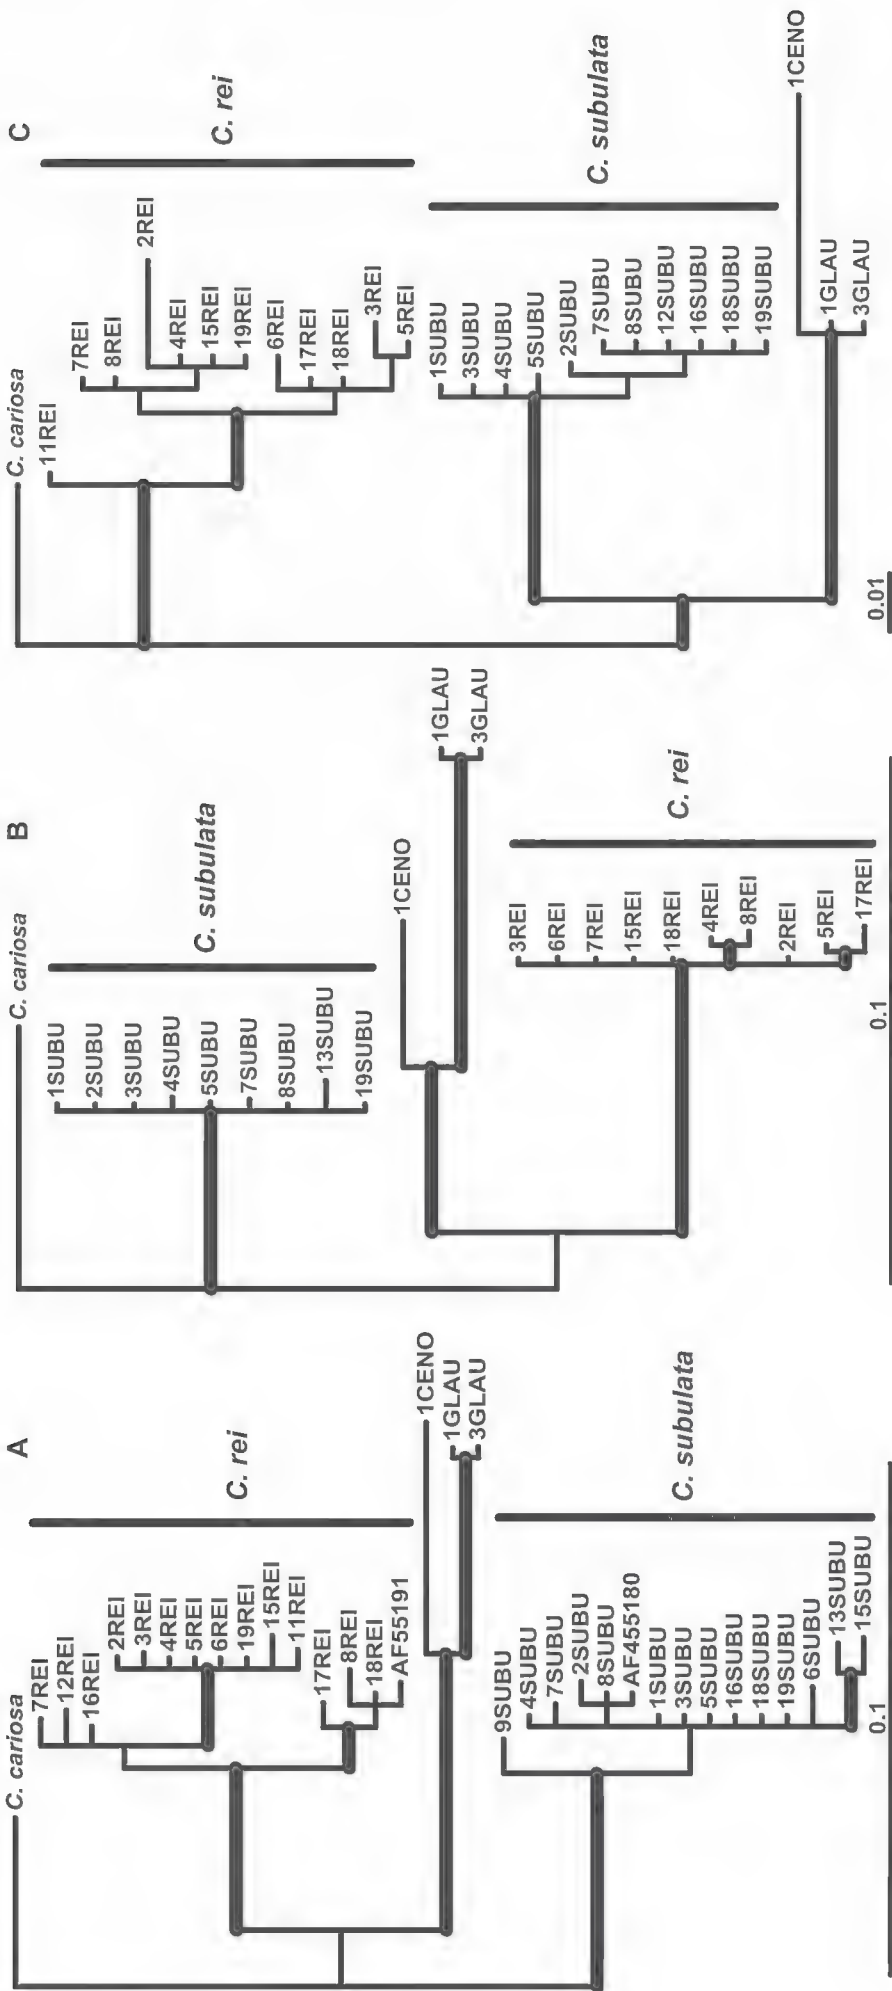 A
C. cariosa
7REI
12REI
16REI
2REI
3REI
4REI
5REI
6REI
19REI
15REI
11REI
17REI
8REI
18REI
AF55191
C. rei
1CENO
1GLAU
3GLAU
9SUBU
4SUBU
7SUBU
2SUBU
8SUBU
AF455180
1SUBU
3SUBU
5SUBU
16SUBU
18SUBU
19SUBU
6SUBU
13SUBU
15SUBU
C. subulata
0.1
B
C. cariosa
1SUBU
2SUBU
3SUBU
4SUBU
5SUBU
7SUBU
8SUBU
13SUBU
19SUBU
C. subulata
1CENO
1GLAU
3GLAU
3REI
6REI
7REI
15REI
18REI
4REI
8REI
2REI
5REI
17REI
C. rei
0.1
C
C. cariosa
11REI
7REI
8REI
2REI
4REI
15REI
19REI
6REI
17REI
18REI
3REI
5REI
C. rei
1SUBU
3SUBU
4SUBU
5SUBU
2SUBU
7SUBU
8SUBU
12SUBU
16SUBU
18SUBU
19SUBU
C. subulata
1CENO
1GLAU
3GLAU
0.01